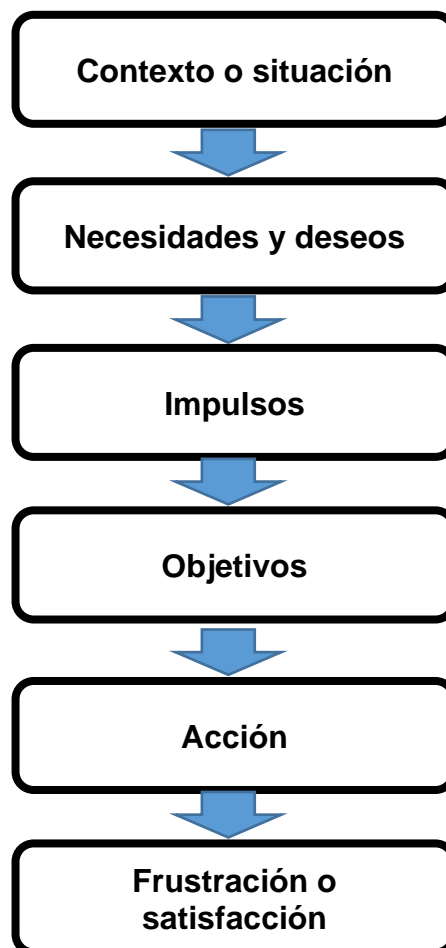 Contexto o situación
Necesidades y deseos
Impulsos
Objetivos
Acción
Frustración o
satisfacción